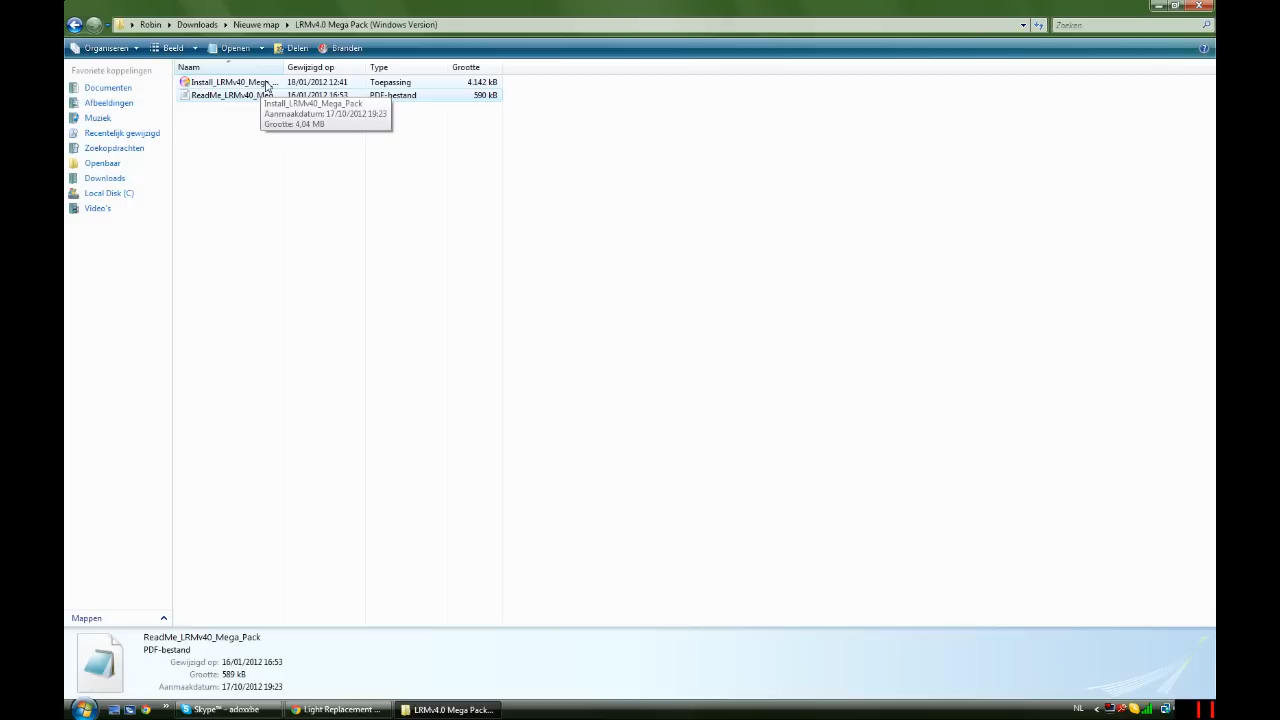 Robin ▸ Downloads ▸ Nieuwe map ▸ LRMv4.0 Mega Pack (Windows Version)
Zoeken
Organiseren Beeld Openen Delen Branden
Favoriete koppelingen
Documenten
Afbeeldingen
Muziek
Recentelijk gewijzigd
Zoekopdrachten
Openbaar
Downloads
Local Disk (C)
Video's
Mappen
Naam Gewijzigd op Type Grootte
Install_LRMv40_Mega_... 18/01/2012 12:41 Toepassing 4.142 kB
ReadMe_LRMv40_Meg 16/01/2012 16:53 PDF-bestand 590 kB
Install_LRMv40_Mega_Pack
Aanmaakdatum: 17/10/2012 19:23
Grootte: 4,04 MB
ReadMe_LRMv40_Mega_Pack
PDF-bestand
Gewijzigd op: 16/01/2012 16:53
Grootte: 589 kB
Aanmaakdatum: 17/10/2012 19:23
Skype™ - adoxxbe
Light Replacement ...
LRMv4.0 Mega Pack...
NL